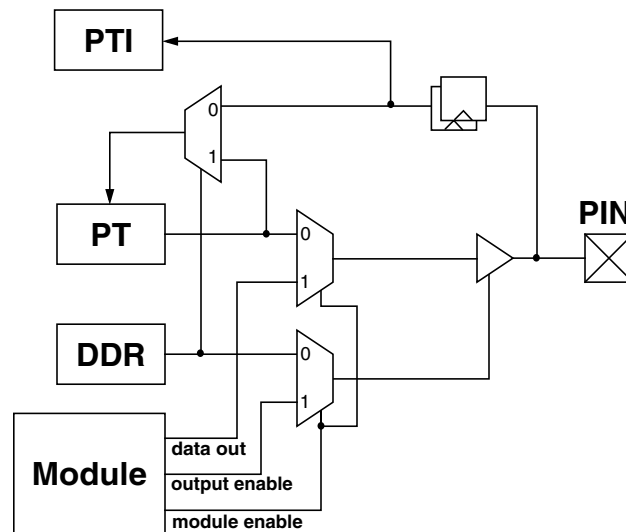 PTI
0
1
PIN
PT
0
1
DDR
0
1
Module
data out
output enable
module enable